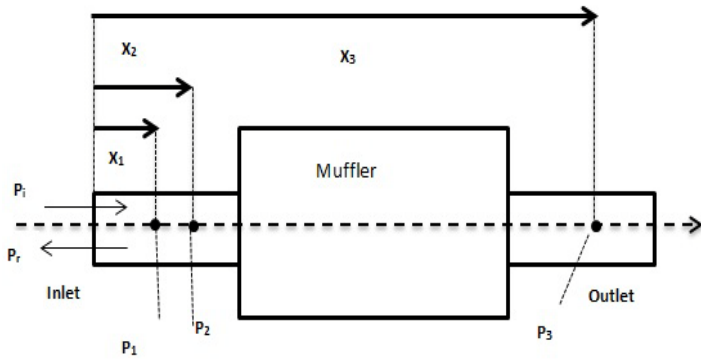 X₂
X₃
X₁
Muffler
Pᵢ
Pᵣ
Inlet
Outlet
P₂
P₁
P₃